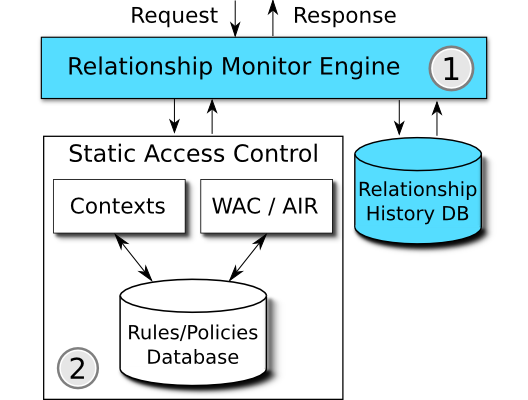 Request
Response
Relationship Monitor Engine
1
Static Access Control
Contexts
WAC / AIR
Relationship
History DB
Rules/Policies
Database
2